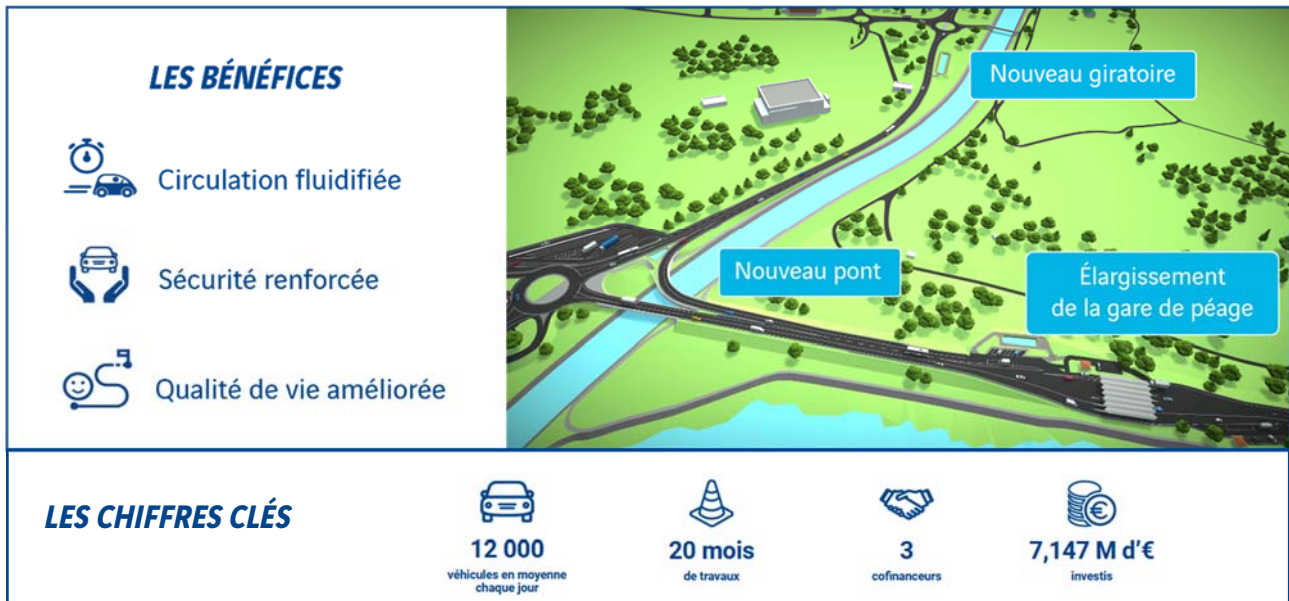 LES BÉNÉFICES
Circulation fluidifiée
Sécurité renforcée
Qualité de vie améliorée
Nouveau giratoire
Nouveau pont
Élargissement
de la gare de péage
LES CHIFFRES CLÉS
12 000
véhicules en moyenne
chaque jour
20 mois
de travaux
3
cofinanceurs
7,147 M d'€
investis